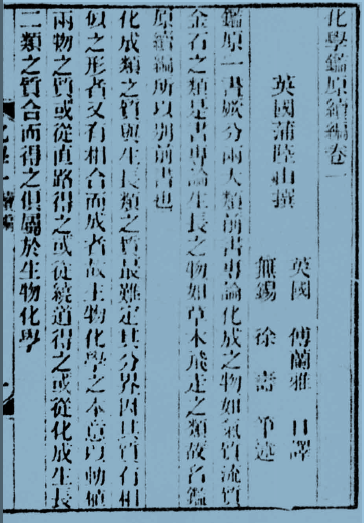 化學鑑原續編卷一
英國蒲陸山撰
英國 傅蘭雅 口譯
無錫 徐壽 筆述
鑑原一書厥分兩大類前書專論化成之物如氣質流質
金石之類是書專論生長之物如草木飛走之類故名鑑
原續編所以別前書也
化成類之質與生長類之質最難定其分界因其質有相
似之形者又有相合而成者故生物化學之本意以動植
兩物之質或從直路得之或從繞道得之或從化成生長
二類之質合而得之但屬於生物化學